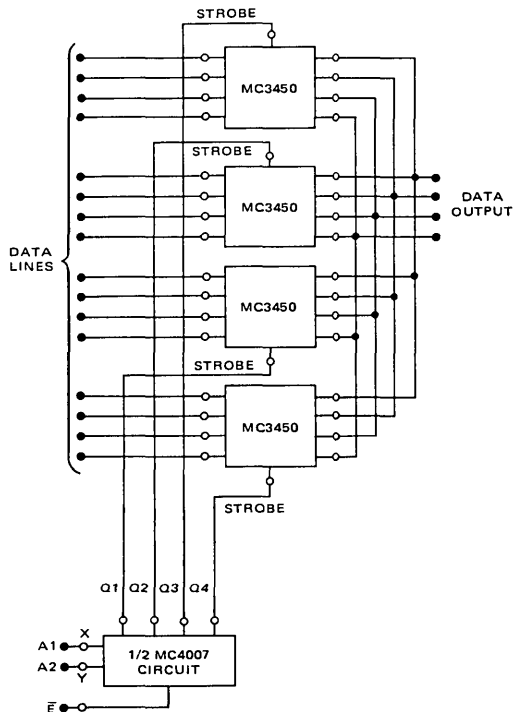 STROBE
MC3450
STROBE
MC3450
DATA
OUTPUT
DATA
LINES
MC3450
STROBE
MC3450
STROBE
Q1 Q2 Q3 Q4
A1 X
A2 Y
1/2 MC4007
CIRCUIT
E̅